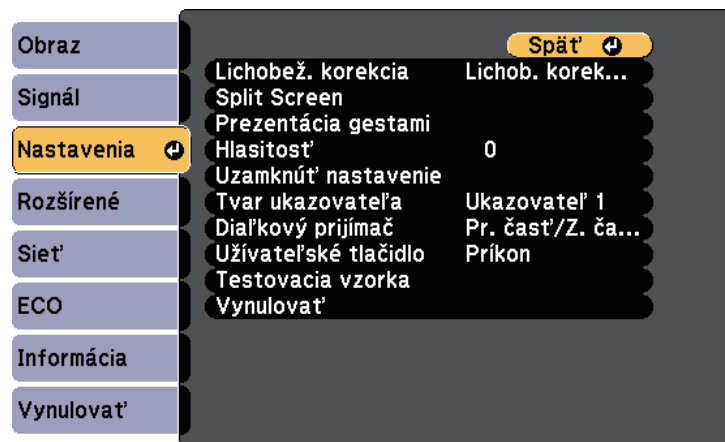 Obraz
Signál
Nastavenia
Rozšírené
Sieť
ECO
Informácia
Vynulovať
Späť
Lichobež. korekcia Lichob. korek...
Split Screen
Prezentácia gestami
Hlasitosť 0
Uzamknúť nastavenie
Tvar ukazovateľa Ukazovateľ 1
Diaľkový prijímač Pr. časť/Z. ča...
Užívateľské tlačidlo Príkon
Testovacia vzorka
Vynulovať